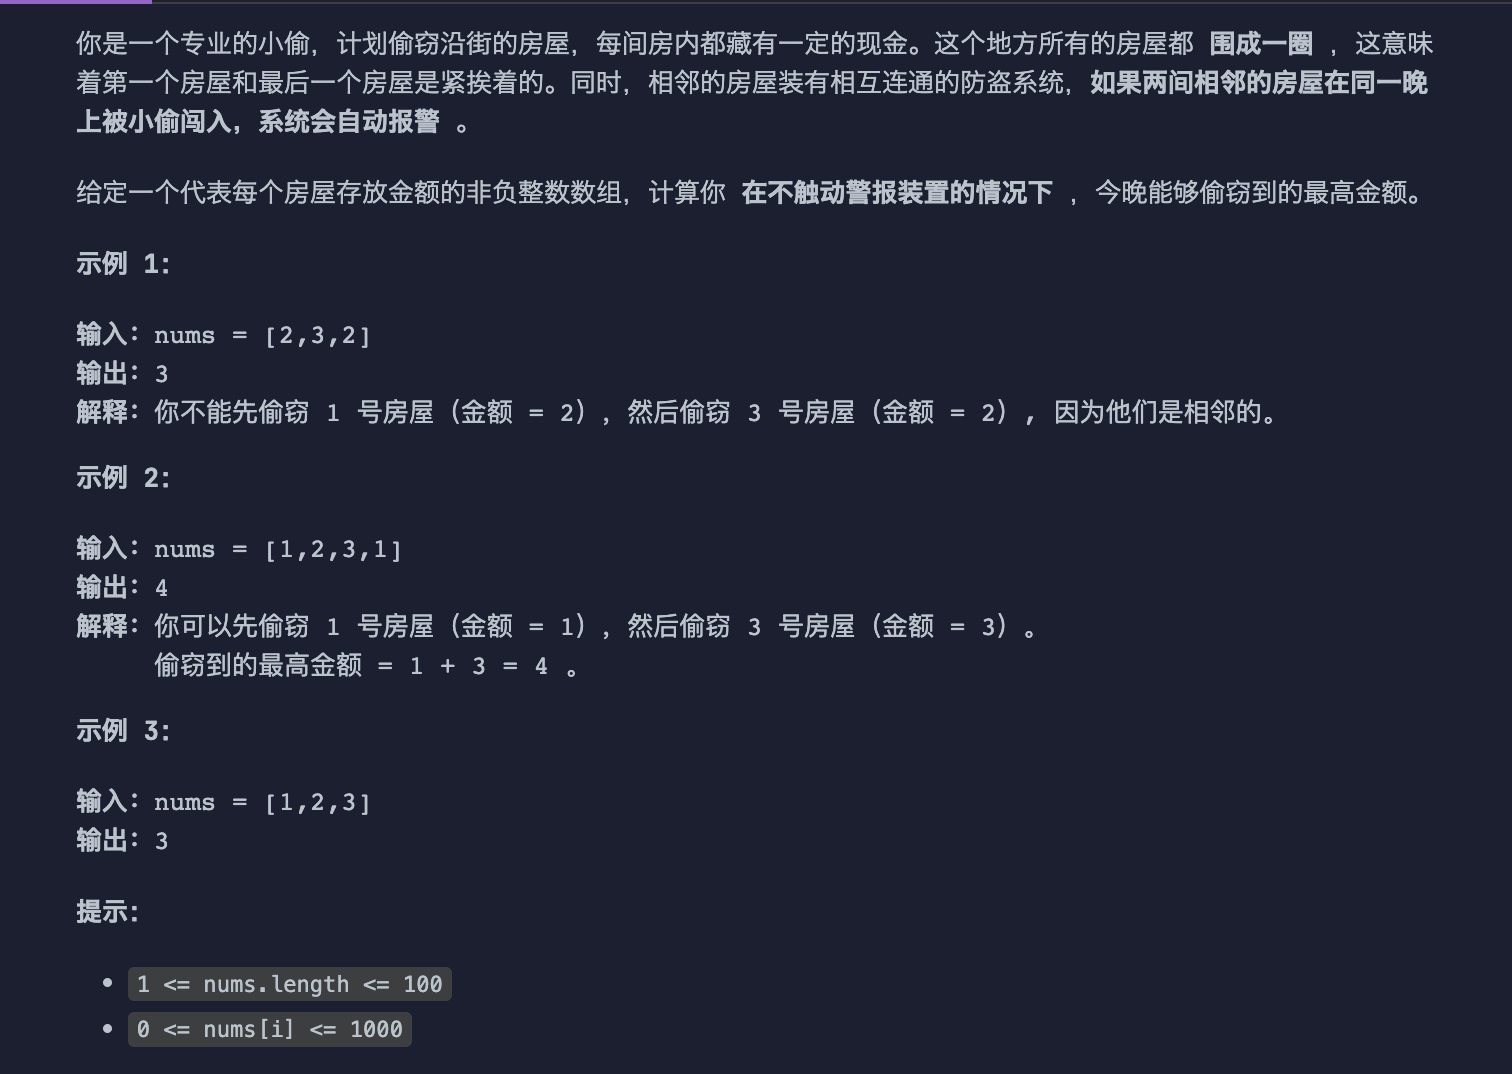 你是一个专业的小偷，计划偷窃沿街的房屋，每间房内都藏有一定的现金。这个地方所有的房屋都 围成一圈 ，这意味
着第一个房屋和最后一个房屋是紧挨着的。同时，相邻的房屋装有相互连通的防盗系统，如果两间相邻的房屋在同一晚
上被小偷闯入，系统会自动报警 。
给定一个代表每个房屋存放金额的非负整数数组，计算你 在不触动警报装置的情况下 ，今晚能够偷窃到的最高金额。
示例 1：
输入：nums = [2,3,2]
输出：3
解释：你不能先偷窃 1 号房屋（金额 = 2），然后偷窃 3 号房屋（金额 = 2）, 因为他们是相邻的。
示例 2：
输入：nums = [1,2,3,1]
输出：4
解释：你可以先偷窃 1 号房屋（金额 = 1），然后偷窃 3 号房屋（金额 = 3）。
偷窃到的最高金额 = 1 + 3 = 4 。
示例 3：
输入：nums = [1,2,3]
输出：3
提示：
• 1 <= nums.length <= 100
• 0 <= nums[i] <= 1000